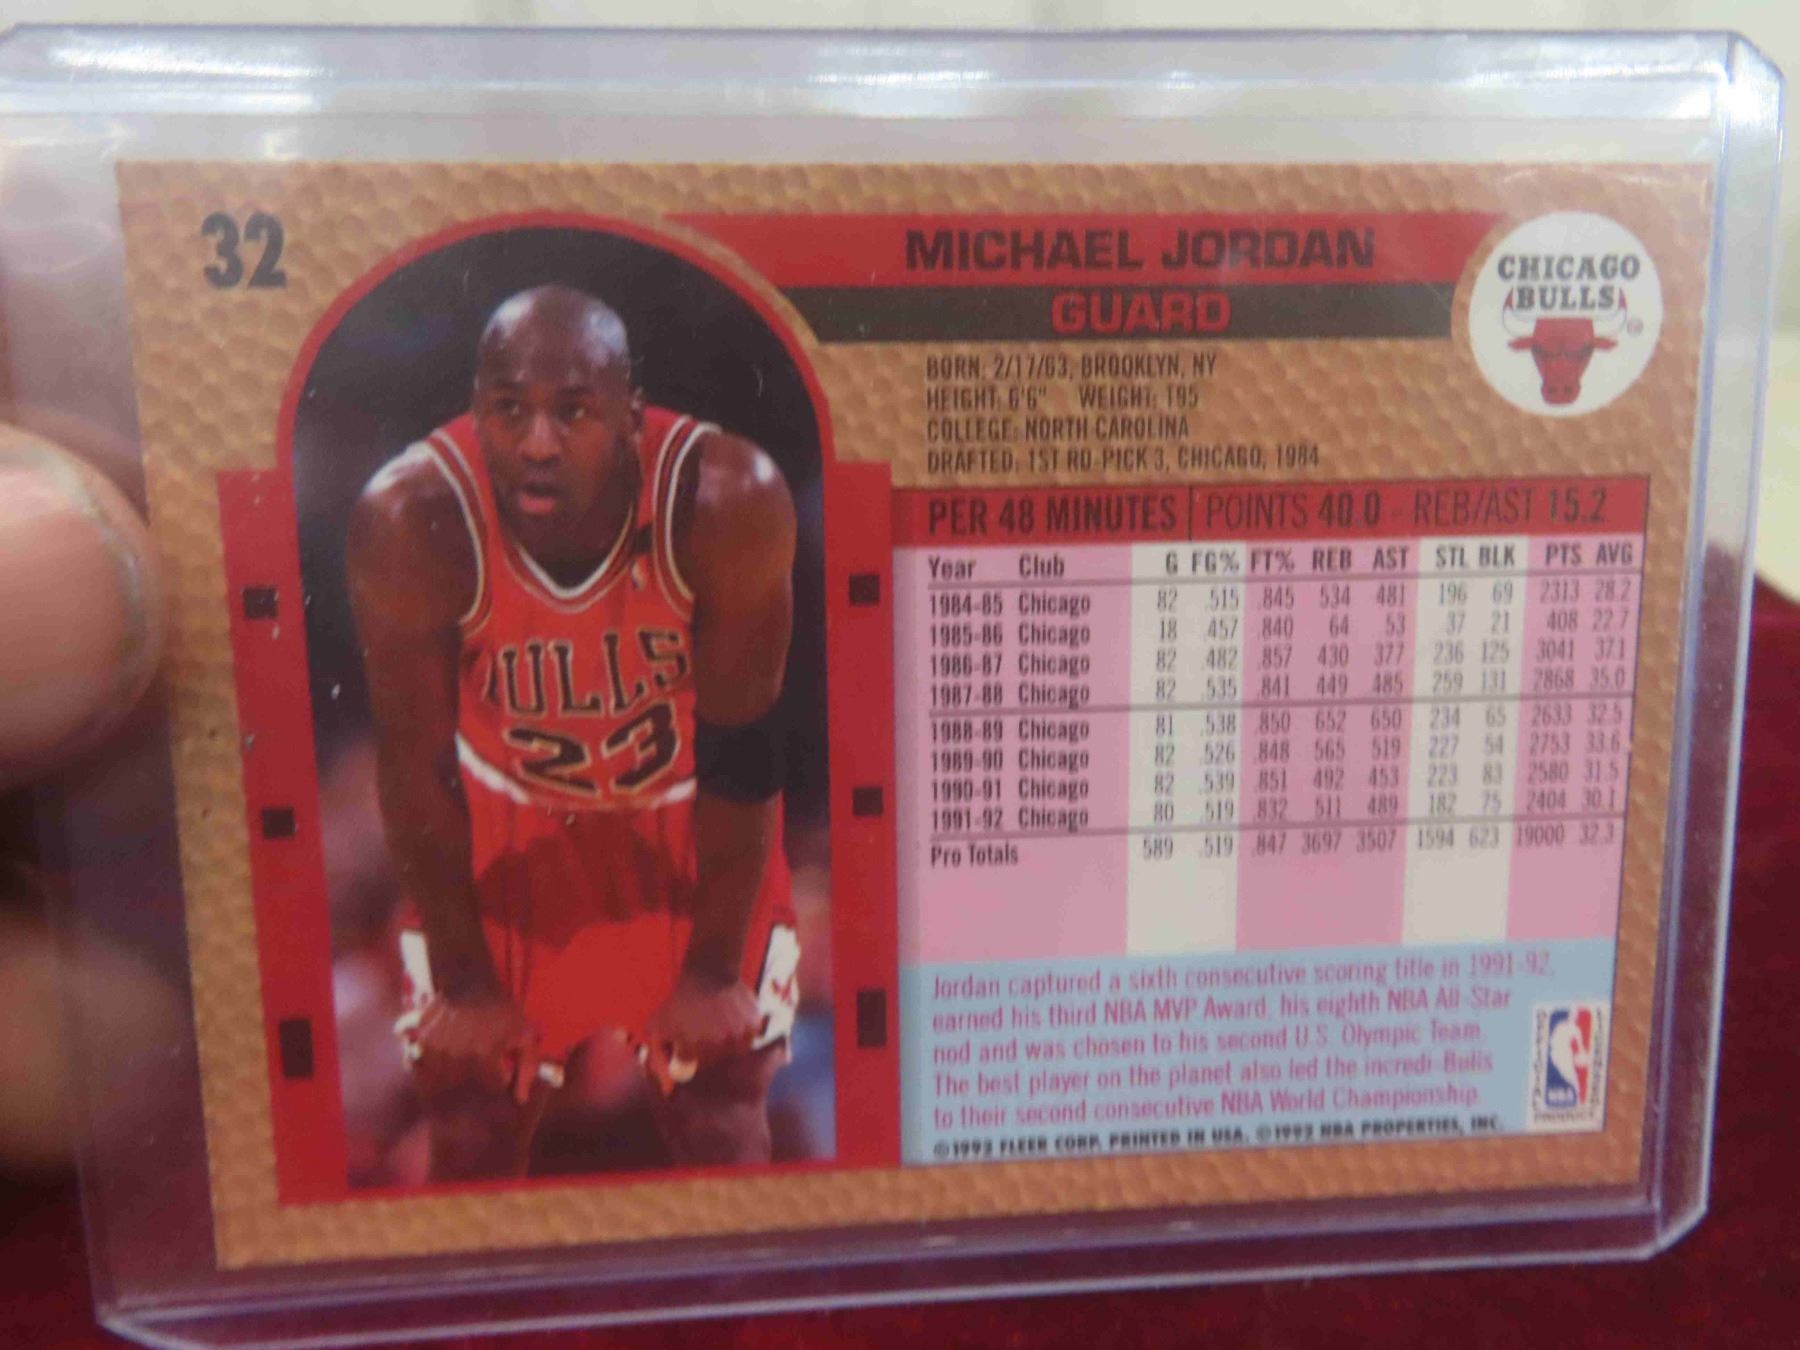 32
MICHAEL JORDAN
GUARD
CHICAGO
BULLS
BORN: 2/17/63, BROOKLYN, NY
HEIGHT: 6'6" WEIGHT: 195
COLLEGE: NORTH CAROLINA
DRAFTED: 1ST RD-PICK 3, CHICAGO, 1984
PER 48 MINUTES POINTS 40.0 - REB/AST 15.2
Year Club G FG% FT% REB AST STL BLK PTS AVG
1984-85 Chicago 82 .515 .845 534 481 196 69 2313 28.2
1985-86 Chicago 18 .457 .840 64 53 37 21 408 22.7
1986-87 Chicago 82 .482 .857 430 377 236 125 3041 37.1
1987-88 Chicago 82 .535 .841 449 485 259 131 2868 35.0
1988-89 Chicago 81 .538 .850 652 650 234 65 2633 32.5
1989-90 Chicago 82 .526 .848 565 519 227 54 2753 33.6
1990-91 Chicago 82 .539 .851 492 453 223 83 2580 31.5
1991-92 Chicago 80 .519 .832 511 489 182 75 2404 30.1
Pro Totals 589 .519 .847 3697 3507 1594 623 19000 32.3
ULLS
23
Jordan captured a sixth consecutive scoring title in 1991-92,
earned his third NBA MVP Award, his eighth NBA All-Star
nod and was chosen to his second U.S. Olympic Team.
The best player on the planet also led the incredi-Bulls
to their second consecutive NBA World Championship.
©1992 FLEER CORP. PRINTED IN USA. ©1992 NBA PROPERTIES, INC.
NBA